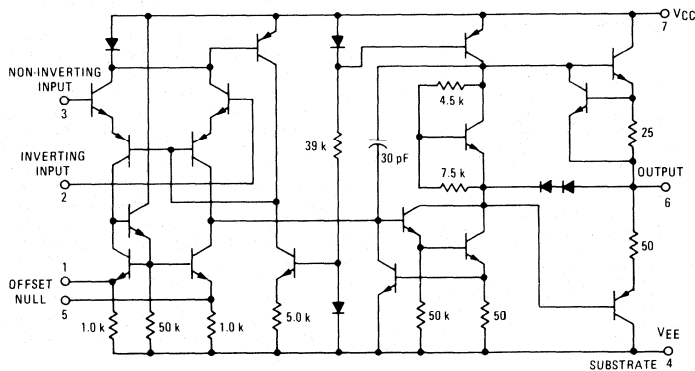 VCC
7
NON-INVERTING
INPUT
3
4.5 k
25
39 k
30 pF
INVERTING
INPUT
2
7.5 k
OUTPUT
6
50
1
OFFSET
NULL
5
1.0 k
50 k
1.0 k
5.0 k
50 k
50
VEE
4
SUBSTRATE